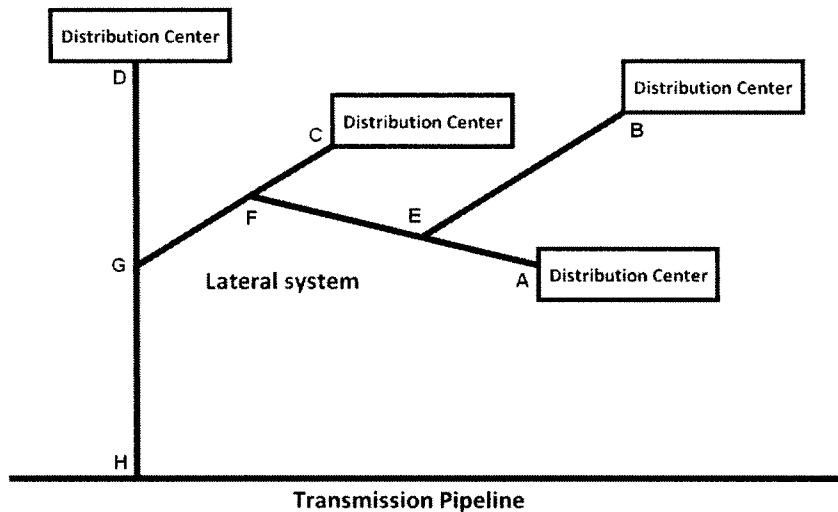 Distribution Center
D
Distribution Center
C
Distribution Center
B
F
E
G
Lateral system
A
Distribution Center
H
Transmission Pipeline